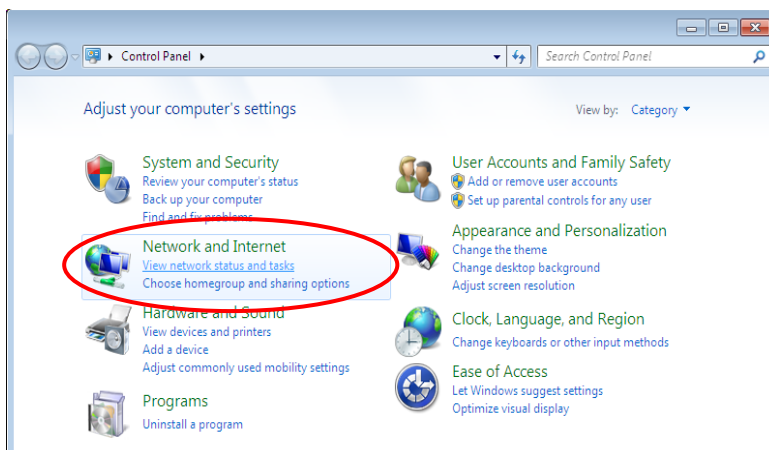 Control Panel
Search Control Panel
Adjust your computer's settings
View by: Category
System and Security
Review your computer's status
Back up your computer
Find and fix problems
Network and Internet
View network status and tasks
Choose homegroup and sharing options
Hardware and Sound
View devices and printers
Add a device
Adjust commonly used mobility settings
Programs
Uninstall a program
User Accounts and Family Safety
Add or remove user accounts
Set up parental controls for any user
Appearance and Personalization
Change the theme
Change desktop background
Adjust screen resolution
Clock, Language, and Region
Change keyboards or other input methods
Ease of Access
Let Windows suggest settings
Optimize visual display